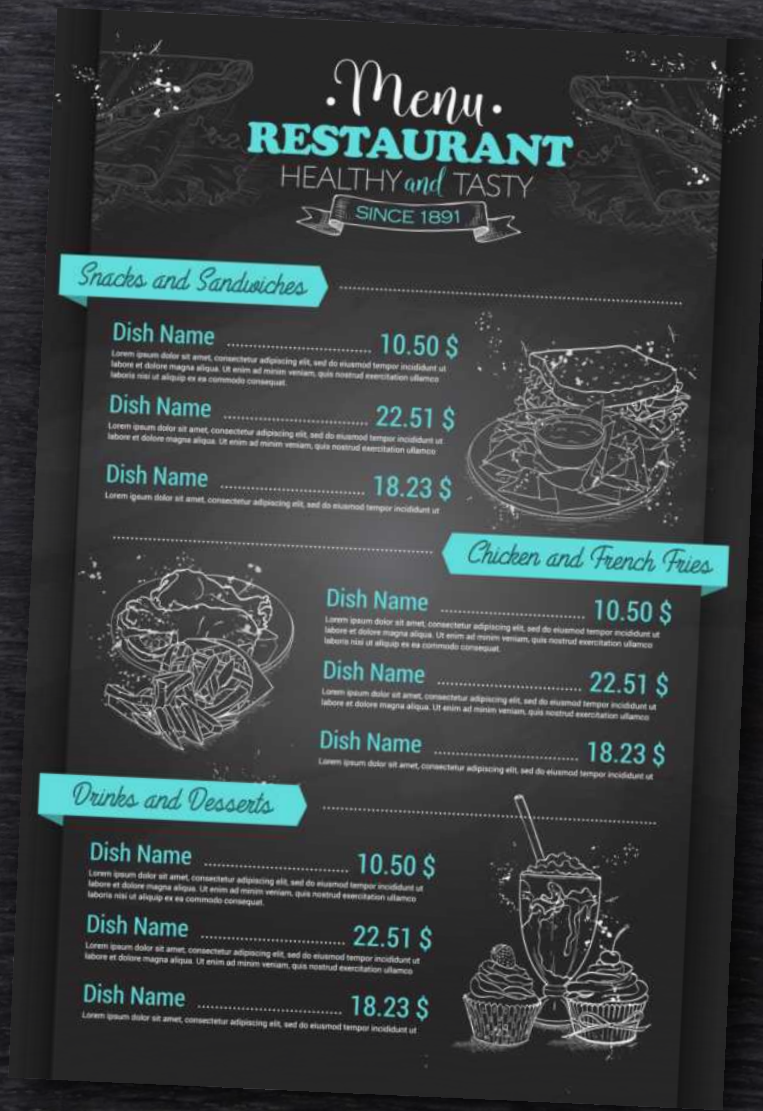 Menu
RESTAURANT
HEALTHY and TASTY
SINCE 1891
Snacks and Sandwiches
Dish Name 10.50 $
Lorem ipsum dolor sit amet, consectetur adipiscing elit, sed do eiusmod tempor incididunt ut
labore et dolore magna aliqua. Ut enim ad minim veniam, quis nostrud exercitation ullamco
laboris nisi ut aliquip ex ea commodo consequat.
Dish Name 22.51 $
Lorem ipsum dolor sit amet, consectetur adipiscing elit, sed do eiusmod tempor incididunt ut
labore et dolore magna aliqua. Ut enim ad minim veniam, quis nostrud exercitation ullamco
Dish Name 18.23 $
Lorem ipsum dolor sit amet, consectetur adipiscing elit, sed do eiusmod tempor incididunt ut
Chicken and French Fries
Dish Name 10.50 $
Lorem ipsum dolor sit amet, consectetur adipiscing elit, sed do eiusmod tempor incididunt ut
labore et dolore magna aliqua. Ut enim ad minim veniam, quis nostrud exercitation ullamco
laboris nisi ut aliquip ex ea commodo consequat.
Dish Name 22.51 $
Lorem ipsum dolor sit amet, consectetur adipiscing elit, sed do eiusmod tempor incididunt ut
labore et dolore magna aliqua. Ut enim ad minim veniam, quis nostrud exercitation ullamco
Dish Name 18.23 $
Lorem ipsum dolor sit amet, consectetur adipiscing elit, sed do eiusmod tempor incididunt ut
Drinks and Desserts
Dish Name 10.50 $
Lorem ipsum dolor sit amet, consectetur adipiscing elit, sed do eiusmod tempor incididunt ut
labore et dolore magna aliqua. Ut enim ad minim veniam, quis nostrud exercitation ullamco
laboris nisi ut aliquip ex ea commodo consequat.
Dish Name 22.51 $
Lorem ipsum dolor sit amet, consectetur adipiscing elit, sed do eiusmod tempor incididunt ut
labore et dolore magna aliqua. Ut enim ad minim veniam, quis nostrud exercitation ullamco
Dish Name 18.23 $
Lorem ipsum dolor sit amet, consectetur adipiscing elit, sed do eiusmod tempor incididunt ut